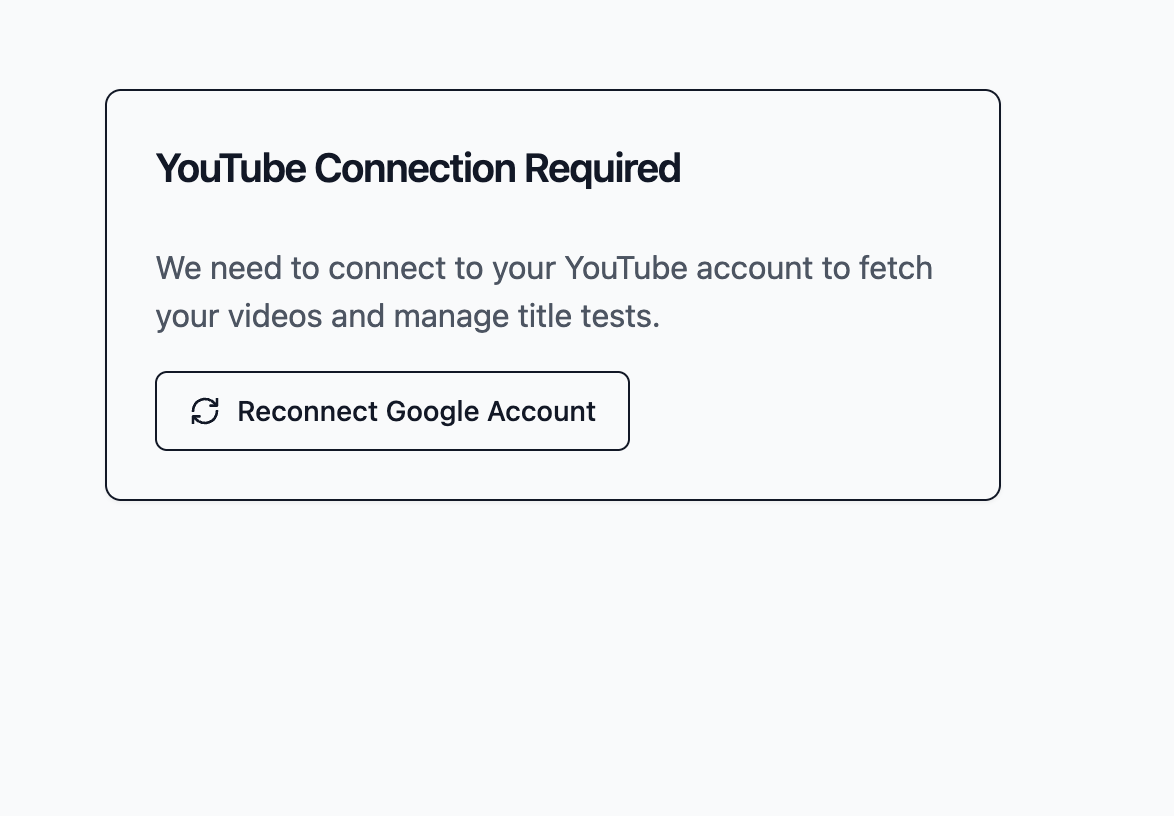 YouTube Connection Required
We need to connect to your YouTube account to fetch
your videos and manage title tests.
Reconnect Google Account